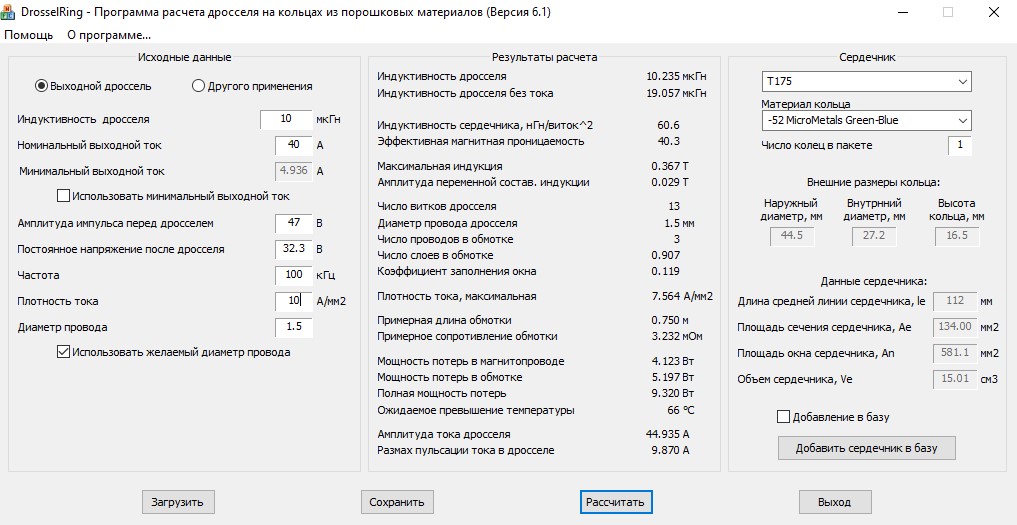 DrosselRing - Программа расчета дросселя на кольцах из порошковых материалов (Версия 6.1)
Помощь О программе...
Исходные данные
Выходной дроссель Другого применения
Индуктивность дросселя 10 мкГн
Номинальный выходной ток 40 А
Минимальный выходной ток 4.936 А
Использовать минимальный выходной ток
Амплитуда импульса перед дросселем 47 В
Постоянное напряжение после дросселя 32.3 В
Частота 100 кГц
Плотность тока 10 А/мм2
Диаметр провода 1.5
Использовать желаемый диаметр провода
Результаты расчета
Индуктивность дросселя 10.235 мкГн
Индуктивность дросселя без тока 19.057 мкГн
Индуктивность сердечника, нГн/виток^2 60.6
Эффективная магнитная проницаемость 40.3
Максимальная индукция 0.367 Т
Амплитуда переменной состав. индукции 0.029 Т
Число витков дросселя 13
Диаметр провода дросселя 1.5 мм
Число проводов в обмотке 3
Число слоев в обмотке 0.907
Коэффициент заполнения окна 0.119
Плотность тока, максимальная 7.564 А/мм2
Примерная длина обмотки 0.750 м
Примерное сопротивление обмотки 3.232 мОм
Мощность потерь в магнитопроводе 4.123 Вт
Мощность потерь в обмотке 5.197 Вт
Полная мощность потерь 9.320 Вт
Ожидаемое превышение температуры 66 °C
Амплитуда тока дросселя 44.935 А
Размах пульсации тока в дросселе 9.870 А
Сердечник
T175
Материал кольца
-52 MicroMetals Green-Blue
Число колец в пакете 1
Внешние размеры кольца:
Наружный Внутрнний Высота
диаметр, мм диаметр, мм кольца, мм
44.5 27.2 16.5
Данные сердечника:
Длина средней линии сердечника, le 112 мм
Площадь сечения сердечника, Ae 134.00 мм2
Площадь окна сердечника, An 581.1 мм2
Объем сердечника, Ve 15.01 см3
Добавление в базу
Добавить сердечник в базу
Загрузить Сохранить Рассчитать Выход